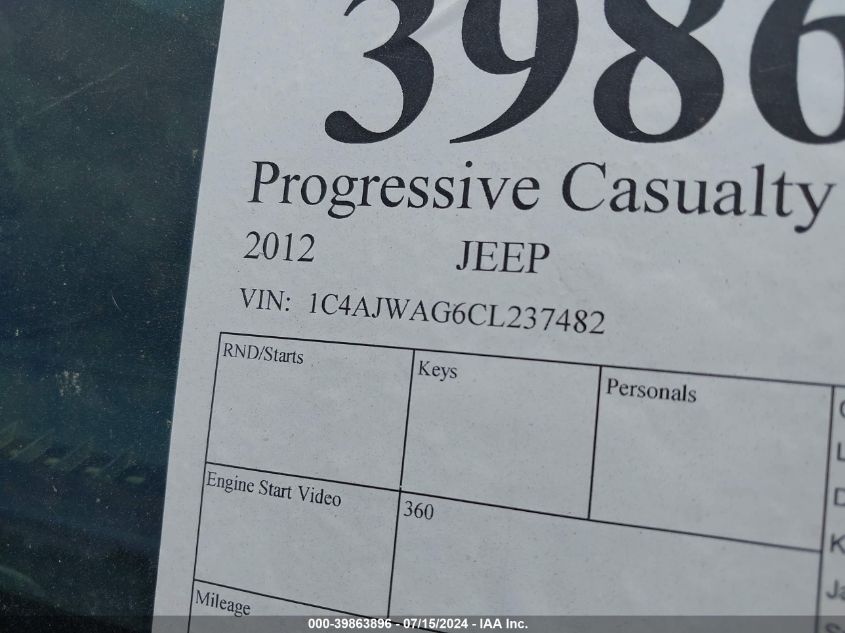 3986
Progressive Casualty
2012 JEEP
VIN: 1C4AJWAG6CL237482
RND/Starts Keys Personals
Engine Start Video 360
Mileage
000-39863896 - 07/15/2024 - IAA Inc.